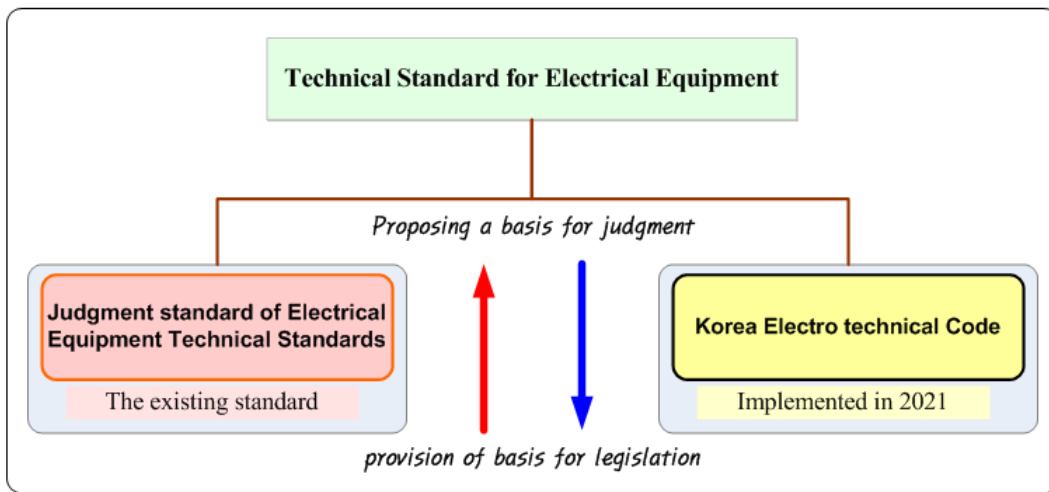 Technical Standard for Electrical Equipment
Proposing a basis for judgment
Judgment standard of Electrical
Equipment Technical Standards
The existing standard
Korea Electro technical Code
Implemented in 2021
provision of basis for legislation